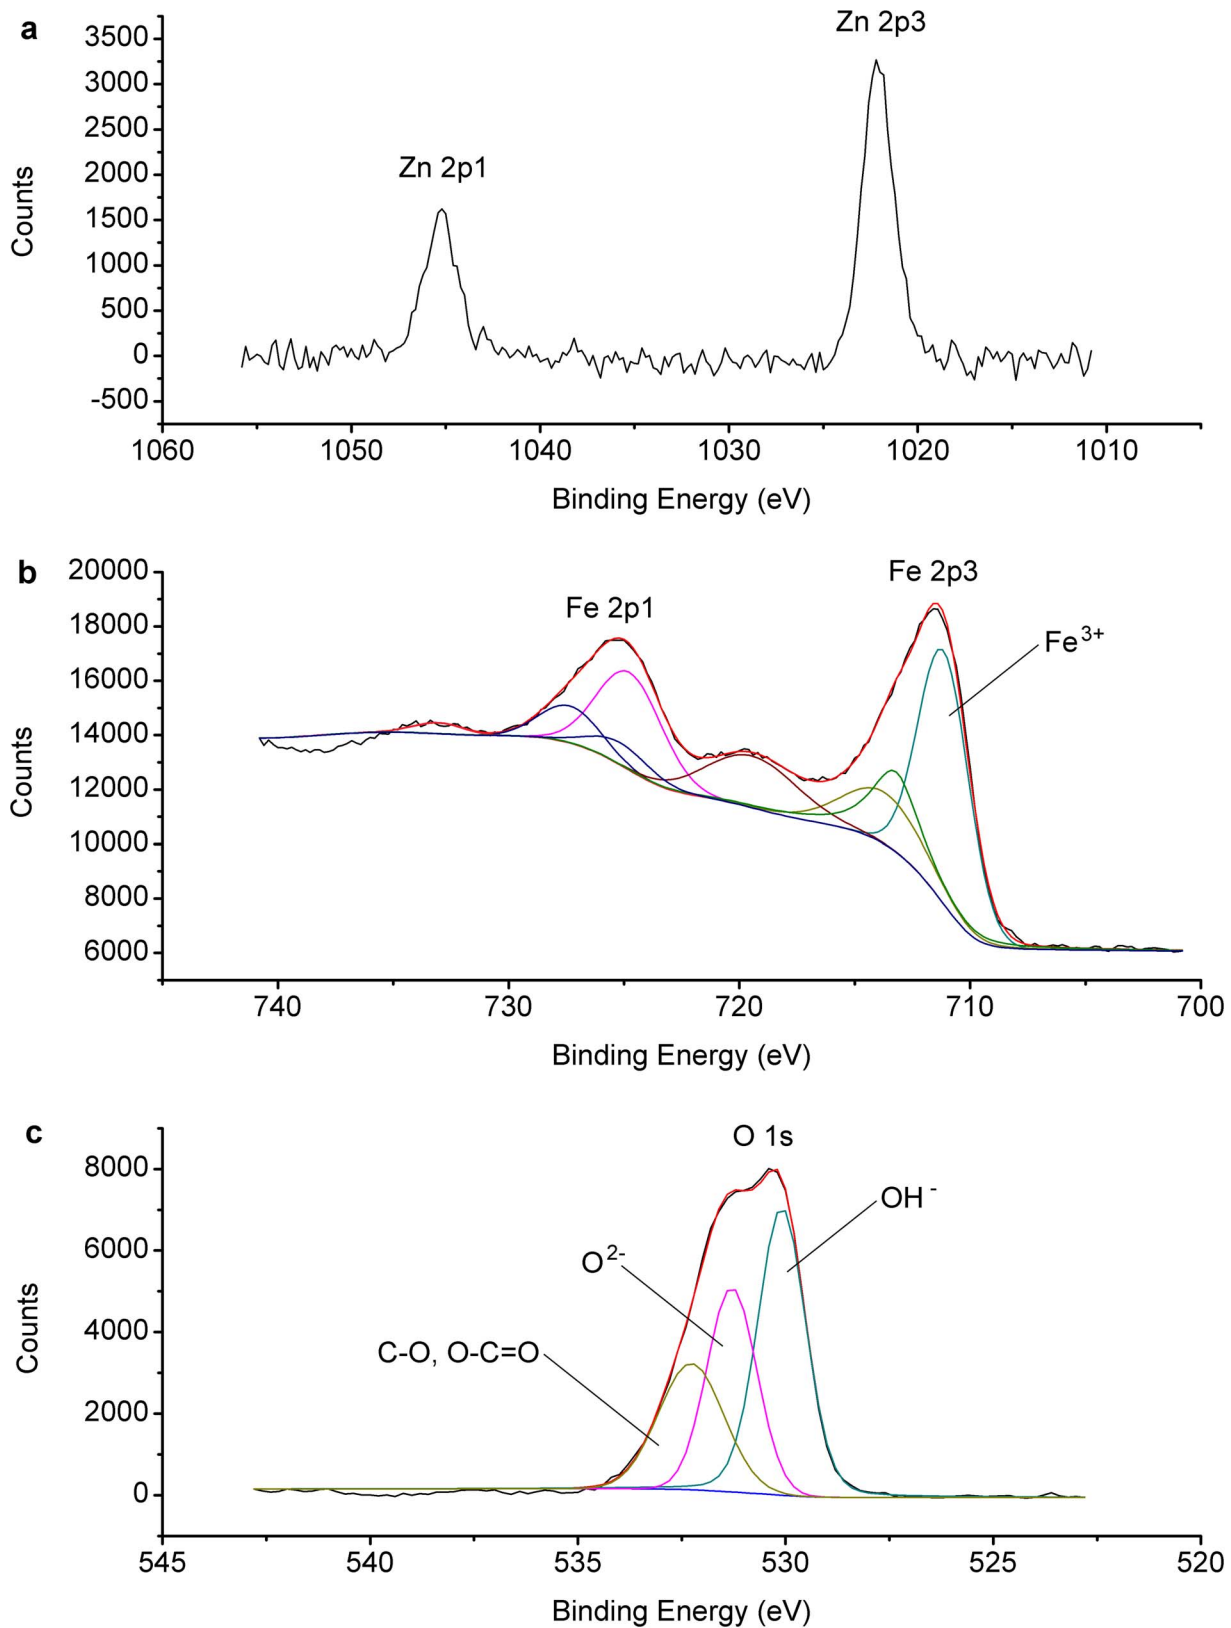 a
Zn 2p3
Zn 2p1
3500
3000
2500
2000
1500
1000
500
0
-500
Counts
1060 1050 1040 1030 1020 1010
Binding Energy (eV)
b
Fe 2p3
Fe 2p1
Fe3+
20000
18000
16000
14000
12000
10000
8000
6000
Counts
740 730 720 710 700
Binding Energy (eV)
c
O 1s
OH -
O2-
C-O, O-C=O
8000
6000
4000
2000
0
Counts
545 540 535 530 525 520
Binding Energy (eV)